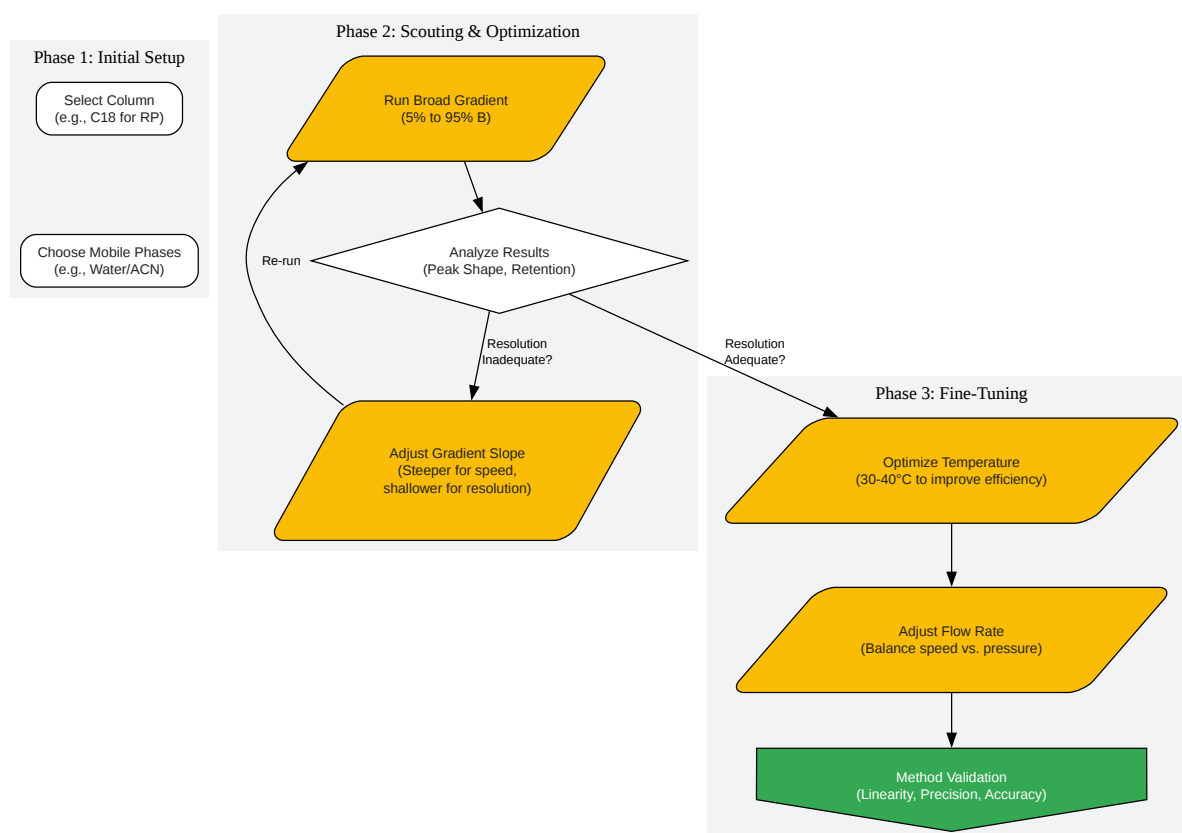 Phase 1: Initial Setup
Select Column
(e.g., C18 for RP)
Choose Mobile Phases
(e.g., Water/ACN)
Phase 2: Scouting & Optimization
Run Broad Gradient
(5% to 95% B)
Analyze Results
(Peak Shape, Retention)
Re-run
Resolution
Inadequate?
Resolution
Adequate?
Adjust Gradient Slope
(Steeper for speed,
shallower for resolution)
Phase 3: Fine-Tuning
Optimize Temperature
(30-40°C to improve efficiency)
Adjust Flow Rate
(Balance speed vs. pressure)
Method Validation
(Linearity, Precision, Accuracy)